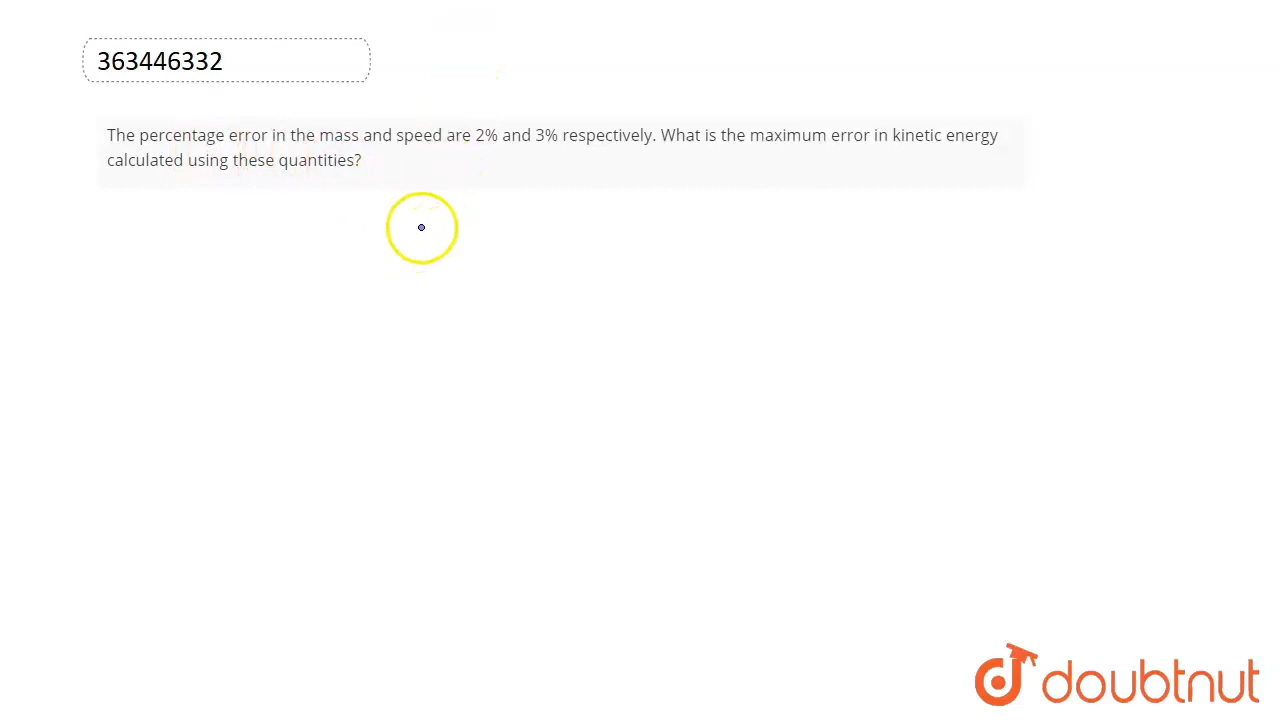 363446332
The percentage error in the mass and speed are 2% and 3% respectively. What is the maximum error in kinetic energy
calculated using these quantities?
doubtnut